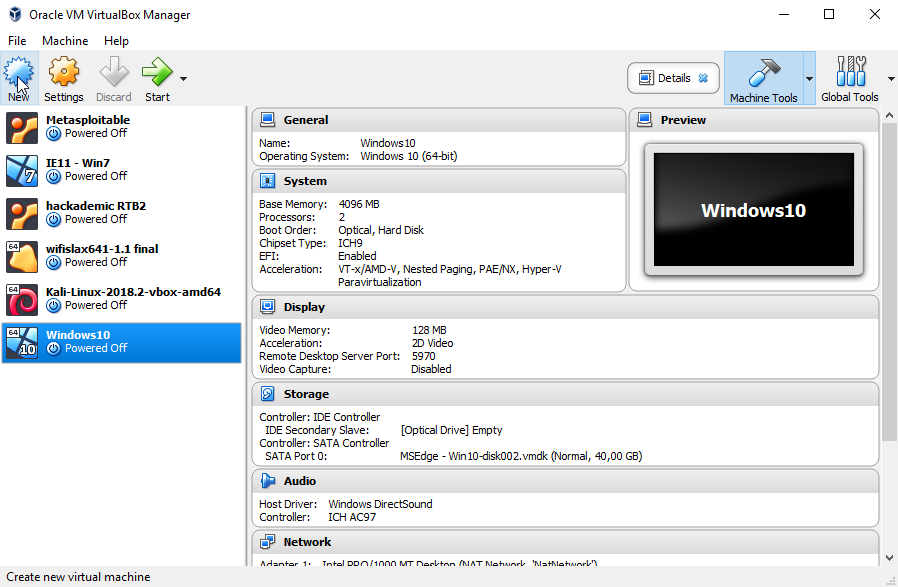 Oracle VM VirtualBox Manager
File Machine Help
New Settings Discard Start Details Machine Tools Global Tools
Metasploitable
Powered Off
IE11 - Win7
Powered Off
7
hackademic RTB2
Powered Off
64
wifislax641-1.1 final
Powered Off
64
Kali-Linux-2018.2-vbox-amd64
Powered Off
64
Windows10
Powered Off
10
General
Name: Windows10
Operating System: Windows 10 (64-bit)
System
Base Memory: 4096 MB
Processors: 2
Boot Order: Optical, Hard Disk
Chipset Type: ICH9
EFI: Enabled
Acceleration: VT-x/AMD-V, Nested Paging, PAE/NX, Hyper-V
Paravirtualization
Preview
Windows10
Display
Video Memory: 128 MB
Acceleration: 2D Video
Remote Desktop Server Port: 5970
Video Capture: Disabled
Storage
Controller: IDE Controller
IDE Secondary Slave: [Optical Drive] Empty
Controller: SATA Controller
SATA Port 0: MSEdge - Win10-disk002.vmdk (Normal, 40,00 GB)
Audio
Host Driver: Windows DirectSound
Controller: ICH AC97
Network
Adapter 1: Intel PRO/1000 MT Desktop (NAT Network, 'NatNetwork')
Create new virtual machine